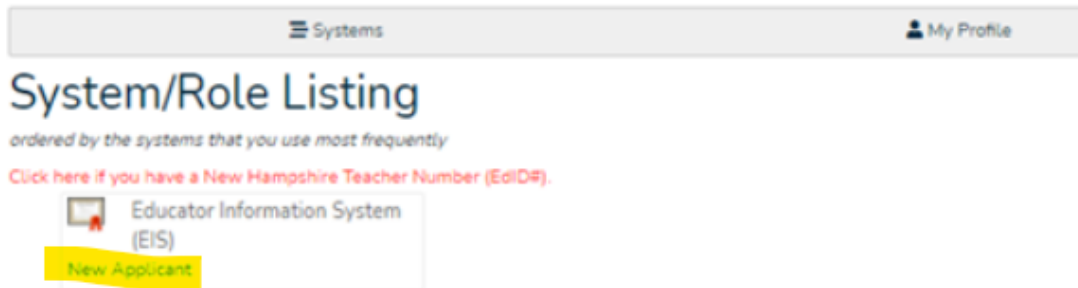 Systems
My Profile
System/Role Listing
ordered by the systems that you use most frequently
Click here if you have a New Hampshire Teacher Number (EdID#).
Educator Information System
(EIS)
New Applicant